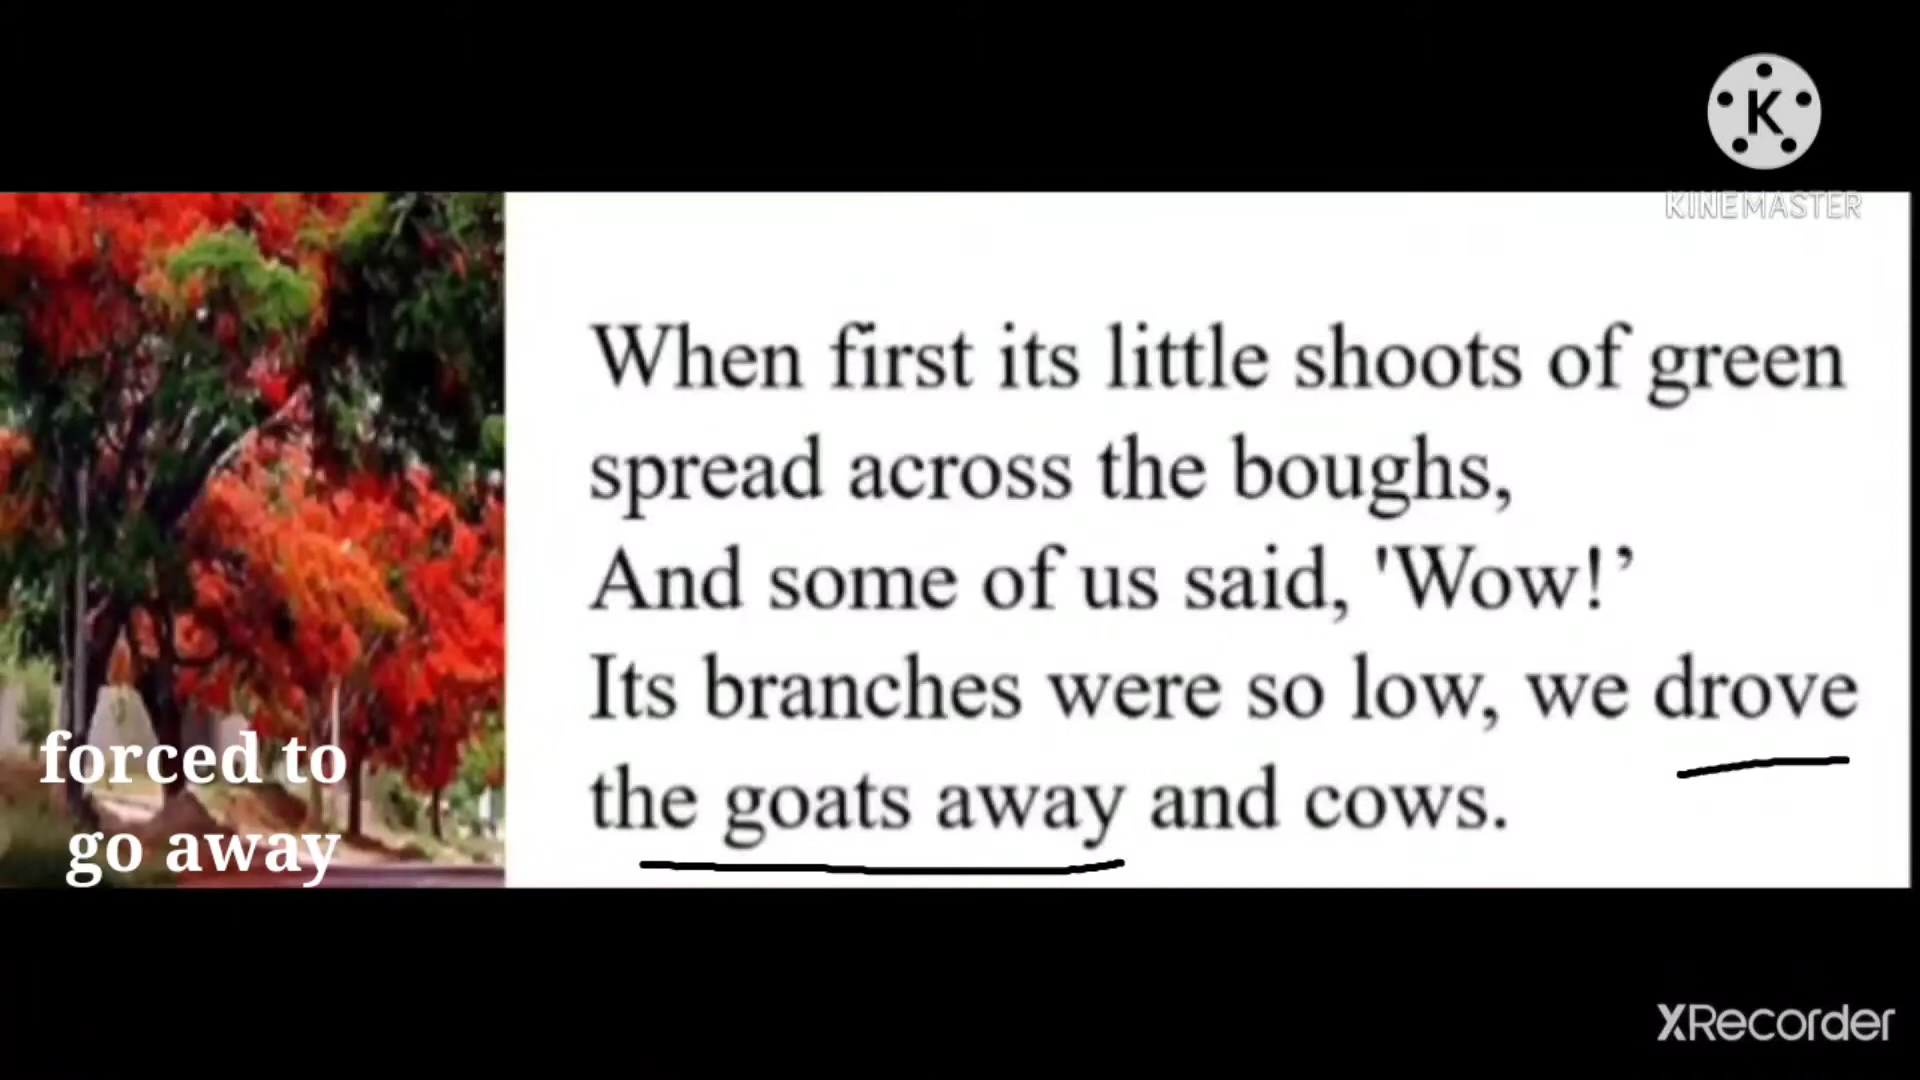 K
KINEMASTER
When first its little shoots of green
spread across the boughs,
And some of us said, 'Wow!’
Its branches were so low, we drove
the goats away and cows.
forced to
go away
XRecorder